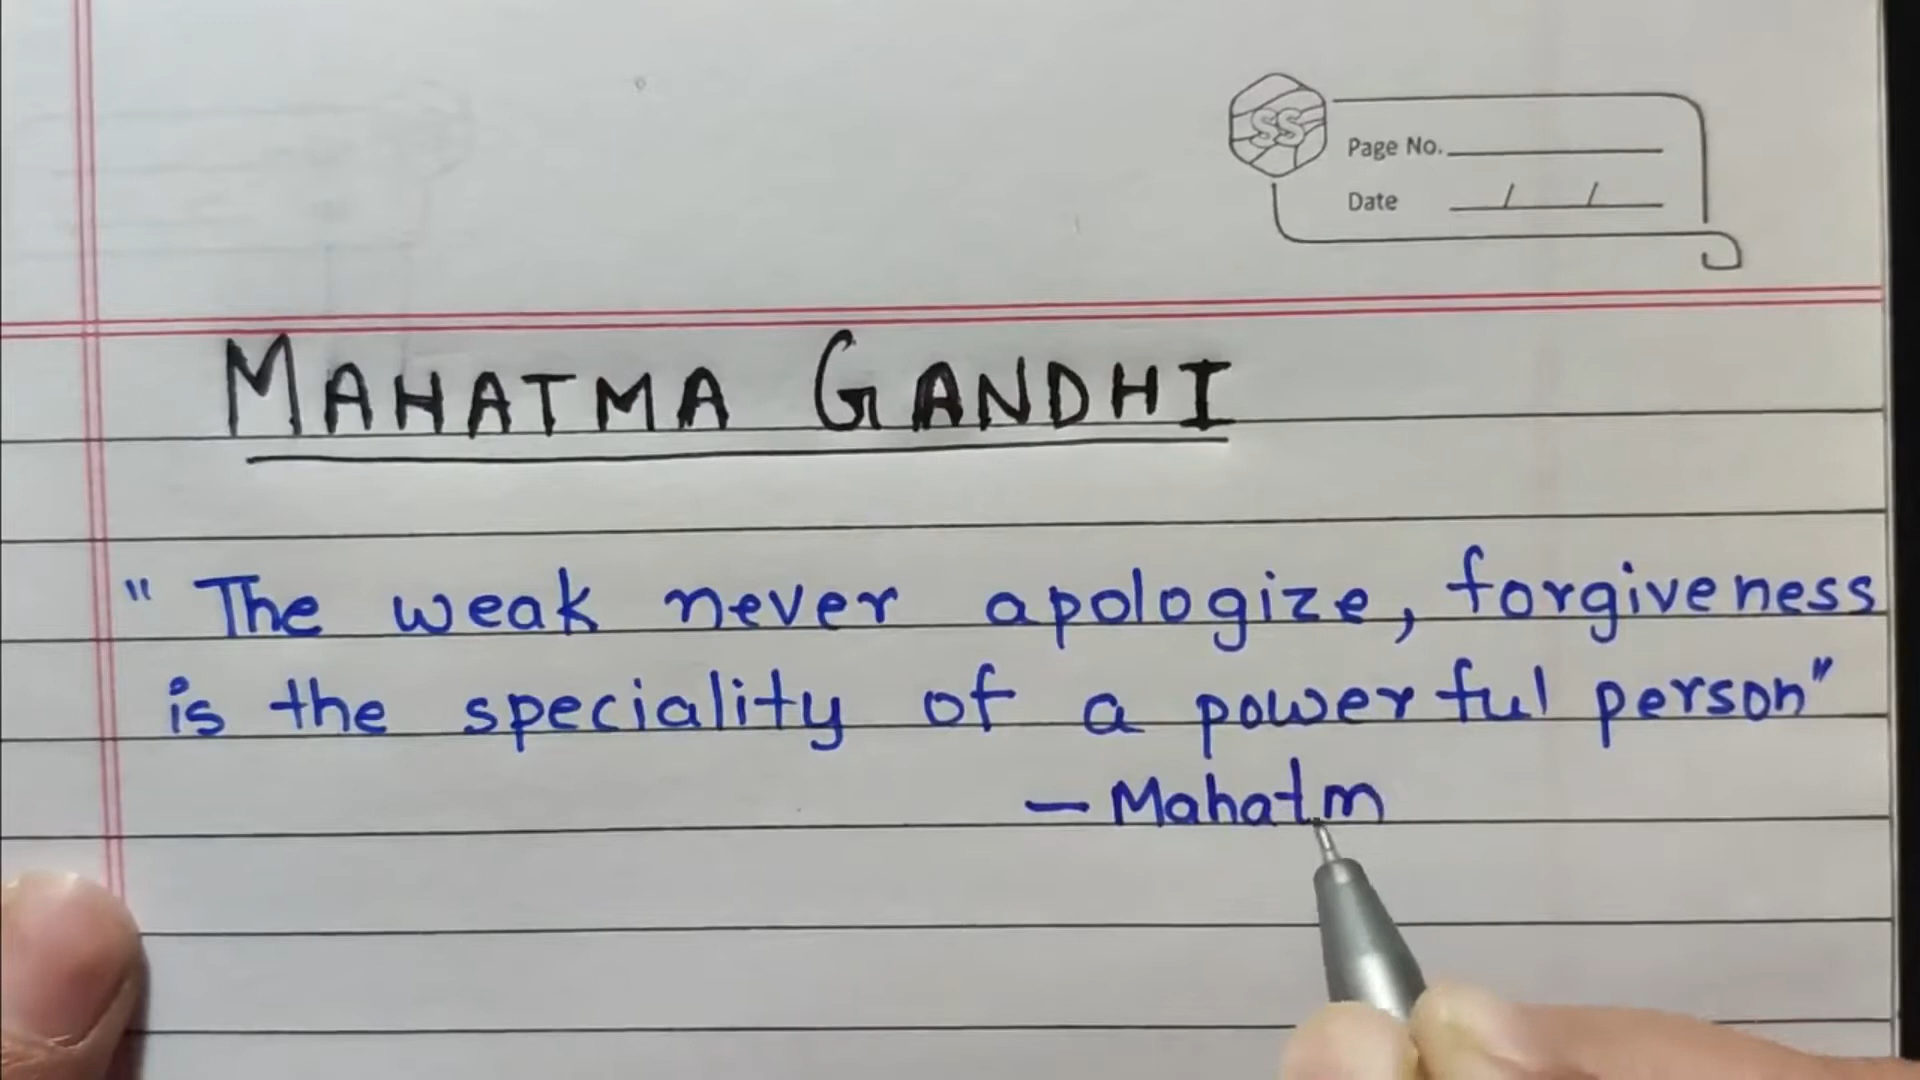 SS
Page No.
Date / /
MAHATMA GANDHI
" The weak never apologize, forgiveness
is the speciality of a powerful person"
— Mahatm